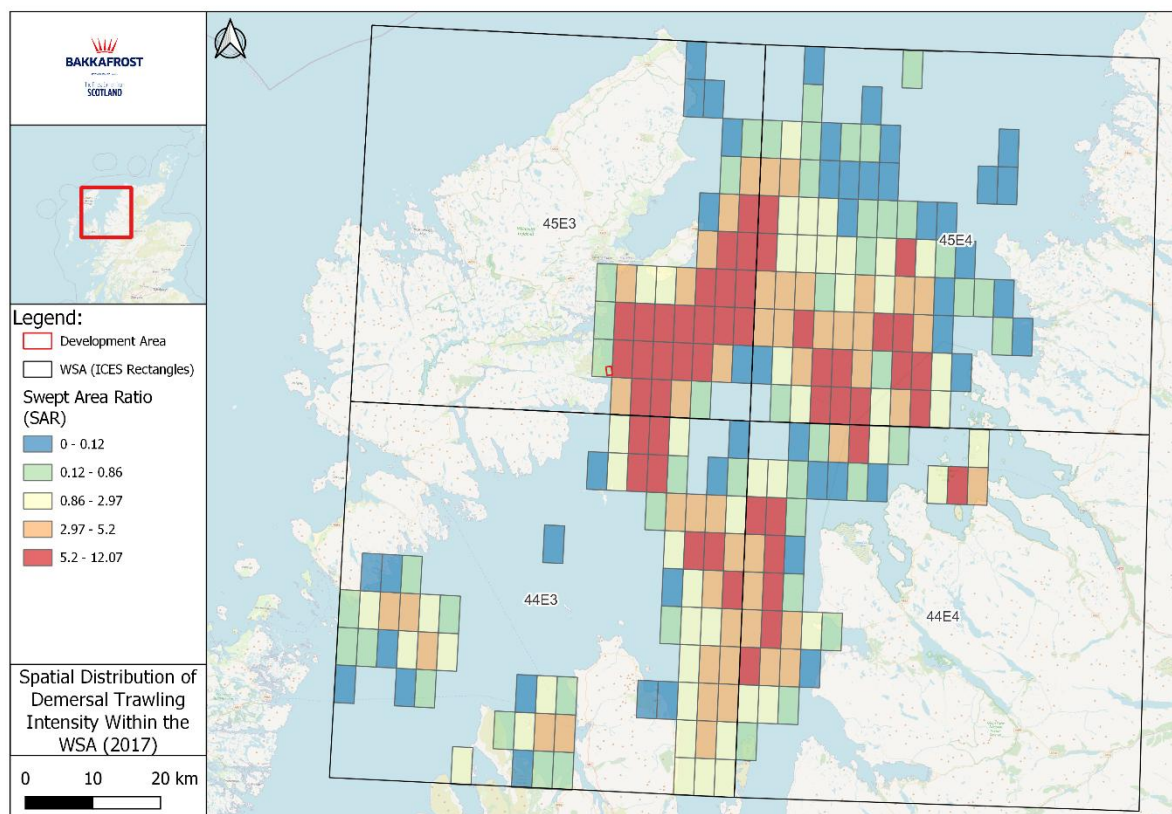 BAKKAFROST
SCOTLAND
Legend:
Development Area
WSA (ICES Rectangles)
Swept Area Ratio
(SAR)
0 - 0.12
0.12 - 0.86
0.86 - 2.97
2.97 - 5.2
5.2 - 12.07
Spatial Distribution of
Demersal Trawling
Intensity Within the
WSA (2017)
0 10 20 km
45E3
45E4
44E3
44E4